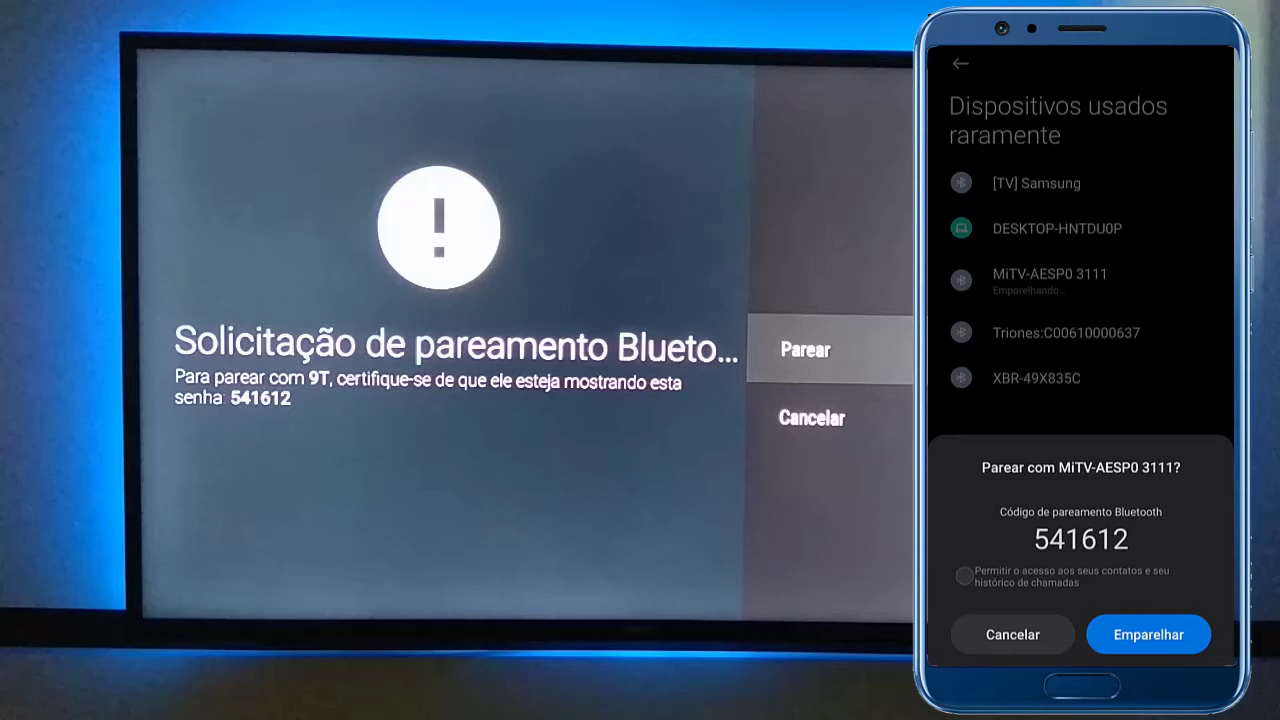 Solicitação de pareamento Blueto...
Para parear com 9T, certifique-se de que ele esteja mostrando esta
senha: 541612
Parear
Cancelar
Dispositivos usados
raramente
[TV] Samsung
DESKTOP-HNTDU0P
MiTV-AESP0 3111
Emparelhando...
Triones:C00610000637
XBR-49X835C
Parear com MiTV-AESP0 3111?
Código de pareamento Bluetooth
541612
Permitir o acesso aos seus contatos e seu
histórico de chamadas
Cancelar
Emparelhar